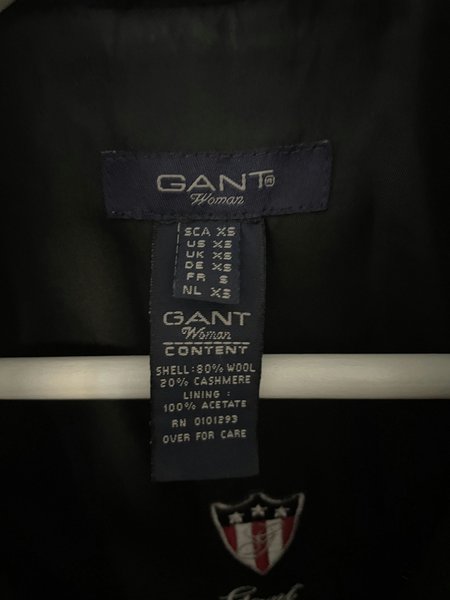 GANT®
Woman
SCA XS
US XS
UK XS
DE XS
FR S
NL XS
GANT
Woman
CONTENT
SHELL: 80% WOOL
20% CASHMERE
LINING :
100% ACETATE
RN 0101293
OVER FOR CARE